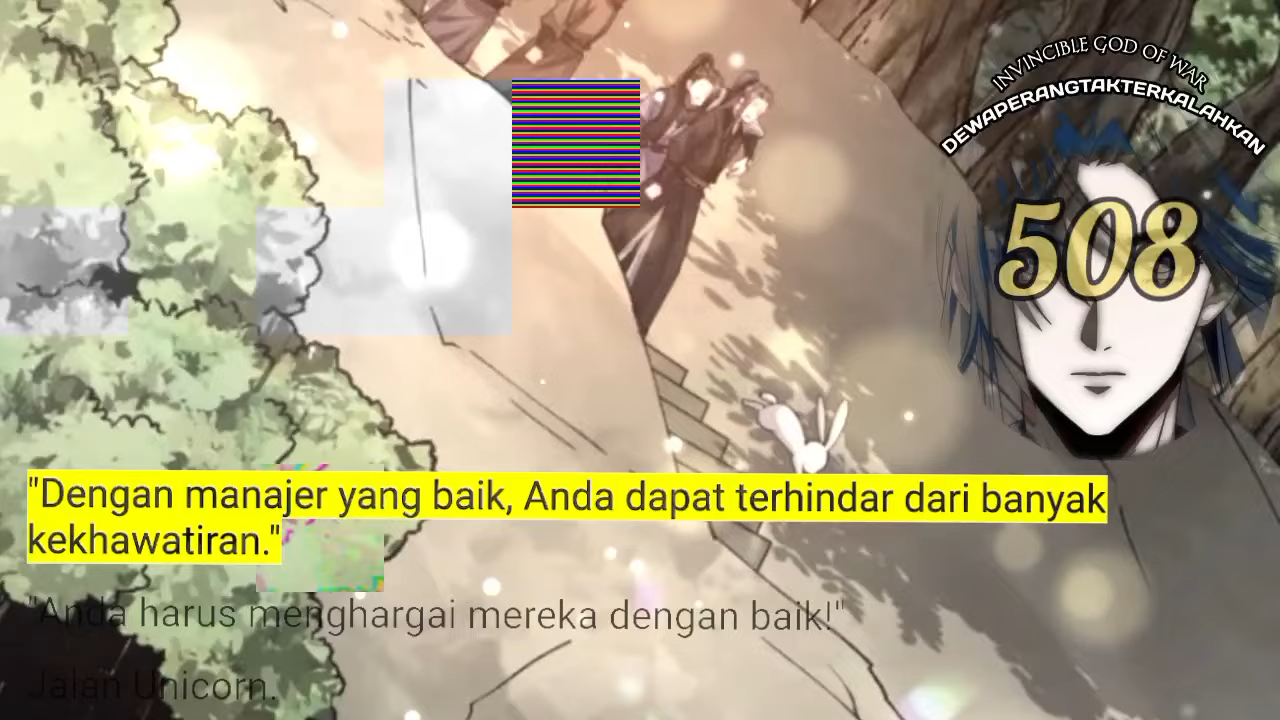 INVINCIBLE GOD OF WAR
DEWAPERANGTAKTERKALAHKAN
508
"Dengan manajer yang baik, Anda dapat terhindar dari banyak
kekhawatiran."
"Anda harus menghargai mereka dengan baik!"
Jalan Unicorn.